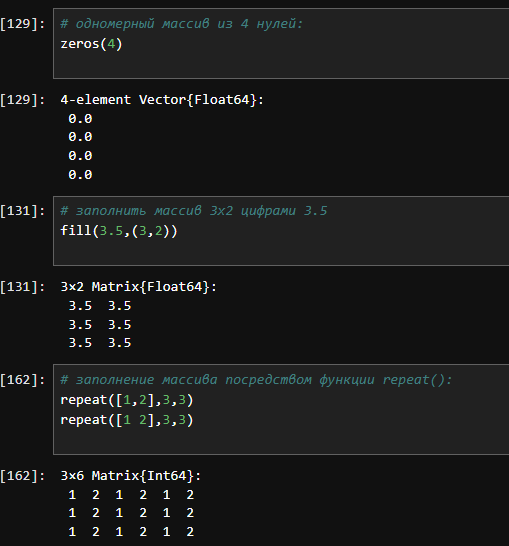 [129]: # одномерный массив из 4 нулей:
zeros(4)
[129]: 4-element Vector{Float64}:
0.0
0.0
0.0
0.0
[131]: # заполнить массив 3x2 цифрами 3.5
fill(3.5,(3,2))
[131]: 3×2 Matrix{Float64}:
3.5  3.5
3.5  3.5
3.5  3.5
[162]: # заполнение массива посредством функции repeat():
repeat([1,2],3,3)
repeat([1 2],3,3)
[162]: 3×6 Matrix{Int64}:
1  2  1  2  1  2
1  2  1  2  1  2
1  2  1  2  1  2